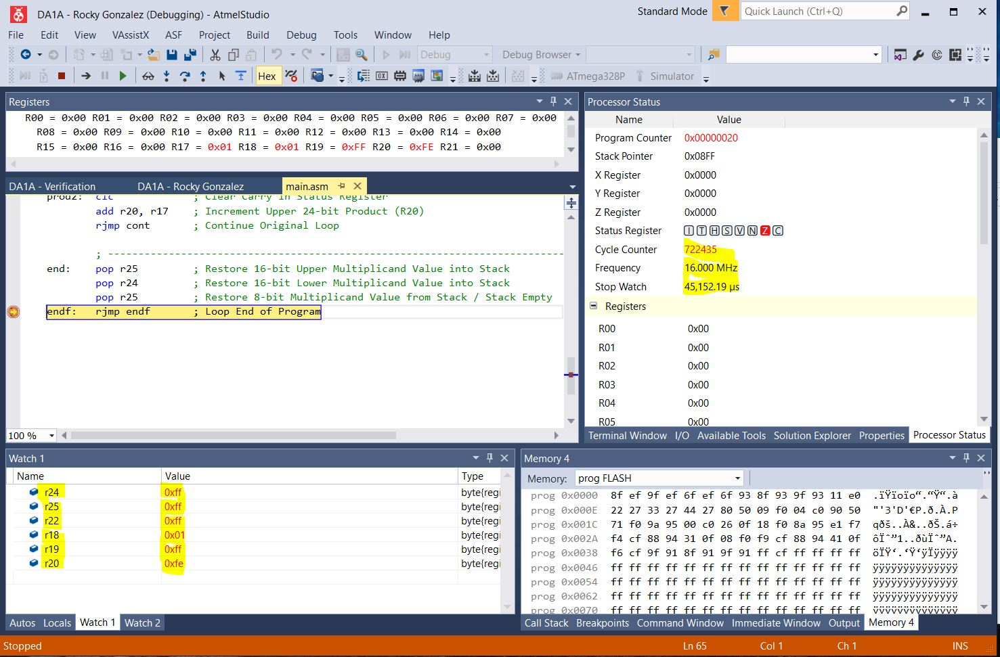 DA1A - Rocky Gonzalez (Debugging) - AtmelStudio
Standard Mode
Quick Launch (Ctrl+Q)
File Edit View VAssistX ASF Project Build Debug Tools Window Help
Debug Debug Browser
Hex ATmega328P Simulator
Registers
R00 = 0x00 R01 = 0x00 R02 = 0x00 R03 = 0x00 R04 = 0x00 R05 = 0x00 R06 = 0x00 R07 = 0x00
R08 = 0x00 R09 = 0x00 R10 = 0x00 R11 = 0x00 R12 = 0x00 R13 = 0x00 R14 = 0x00
R15 = 0x00 R16 = 0x00 R17 = 0x01 R18 = 0x01 R19 = 0xFF R20 = 0xFE R21 = 0x00
DA1A - Verification DA1A - Rocky Gonzalez main.asm
prod2: clc ; Clear Carry in Status Register
add r20, r17 ; Increment Upper 24-bit Product (R20)
rjmp cont ; Continue Original Loop
; ---------------------------------------------------------------------------
end: pop r25 ; Restore 16-bit Upper Multiplicand Value into Stack
pop r24 ; Restore 16-bit Lower Multiplicand Value into Stack
pop r25 ; Restore 8-bit Multiplicand Value from Stack / Stack Empty
endf: rjmp endf ; Loop End of Program
100 %
Processor Status
Name Value
Program Counter 0x00000020
Stack Pointer 0x08FF
X Register 0x0000
Y Register 0x0000
Z Register 0x0000
Status Register I T H S V N Z C
Cycle Counter 722435
Frequency 16.000 MHz
Stop Watch 45,152.19 µs
Registers
R00 0x00
R01 0x00
R02 0x00
R03 0x00
R04 0x00
R05 0x00
Terminal Window I/O Available Tools Solution Explorer Properties Processor Status
Watch 1
Name Value Type
r24 0xff byte{regi
r25 0xff byte{regi
r22 0xff byte{regi
r18 0x01 byte{regi
r19 0xff byte{regi
r20 0xfe byte{regi
Autos Locals Watch 1 Watch 2
Memory 4
Memory: prog FLASH
prog 0x0000 8f ef 9f ef 6f ef 6f 93 8f 93 9f 93 11 e0 .ïŸïoïo“.“Ÿ“.à
prog 0x000E 22 27 33 27 44 27 80 50 09 f0 04 c0 90 50 "'3'D'€P.ð.À.P
prog 0x001C 71 f0 9a 95 00 c0 26 0f 18 f0 8a 95 e1 f7 qðš..À&..ðŠ.á÷
prog 0x002A f4 cf 88 94 31 0f 08 f0 f9 cf 88 94 41 0f ôÏˆ”1..ðùÏˆ”A.
prog 0x0038 f6 cf 9f 91 8f 91 9f 91 ff cf ff ff ff ff öÏŸ‘.‘Ÿ‘ÿÏÿÿÿÿ
prog 0x0046 ff ff ff ff ff ff ff ff ff ff ff ff ff ff ÿÿÿÿÿÿÿÿÿÿÿÿÿÿ
prog 0x0054 ff ff ff ff ff ff ff ff ff ff ff ff ff ff ÿÿÿÿÿÿÿÿÿÿÿÿÿÿ
prog 0x0062 ff ff ff ff ff ff ff ff ff ff ff ff ff ff ÿÿÿÿÿÿÿÿÿÿÿÿÿÿ
prog 0x0070 ff ff ff ff ff ff ff ff ff ff ff ff ff ff ÿÿÿÿÿÿÿÿÿÿÿÿÿÿ
Call Stack Breakpoints Command Window Immediate Window Output Memory 4
Stopped Ln 65 Col 1 Ch 1 INS